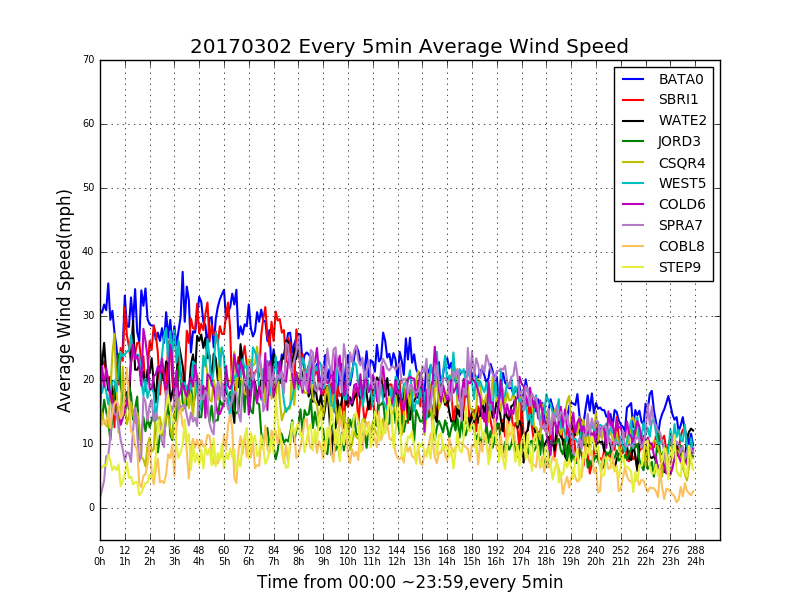 20170302 Every 5min Average Wind Speed
70
60
50
40
30
20
10
0
Average Wind Speed(mph)
BATA0
SBRI1
WATE2
JORD3
CSQR4
WEST5
COLD6
SPRA7
COBL8
STEP9
0 12 24 36 48 60 72 84 96 108 120 132 144 156 168 180 192 204 216 228 240 252 264 276 288
0h 1h 2h 3h 4h 5h 6h 7h 8h 9h 10h 11h 12h 13h 14h 15h 16h 17h 18h 19h 20h 21h 22h 23h 24h
Time from 00:00 ~23:59,every 5min